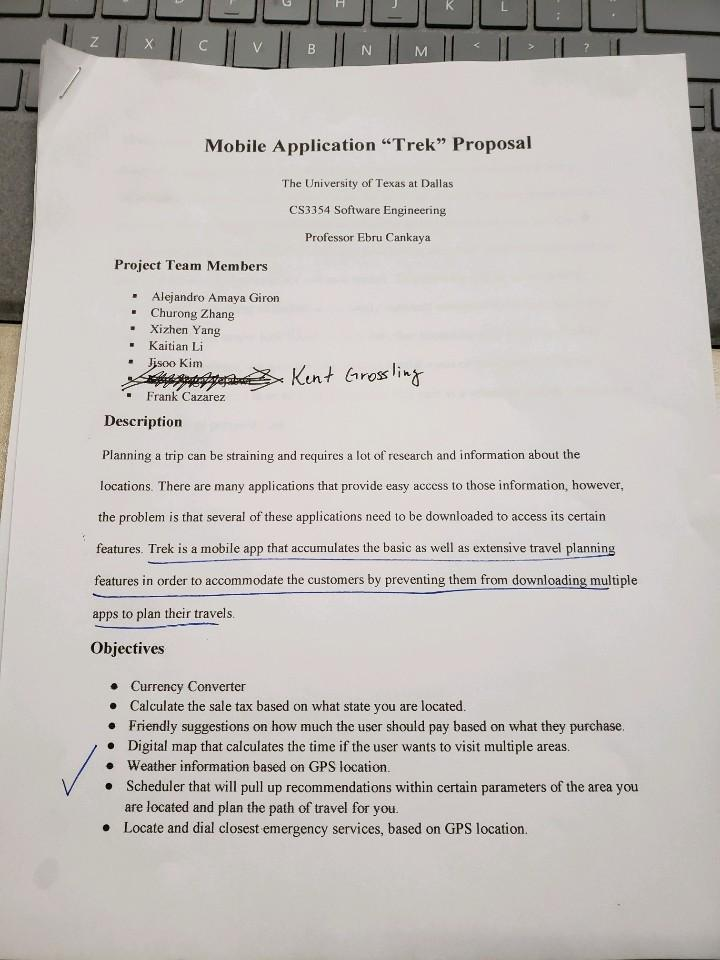 G H J K L ;
Z X C V B N M < > ?
Mobile Application “Trek” Proposal
The University of Texas at Dallas
CS3354 Software Engineering
Professor Ebru Cankaya
Project Team Members
▪ Alejandro Amaya Giron
▪ Churong Zhang
▪ Xizhen Yang
▪ Kaitian Li
▪ Jisoo Kim
▪ Kent Grossling
▪ Frank Cazarez
Description
Planning a trip can be straining and requires a lot of research and information about the
locations. There are many applications that provide easy access to those information, however,
the problem is that several of these applications need to be downloaded to access its certain
features. Trek is a mobile app that accumulates the basic as well as extensive travel planning
features in order to accommodate the customers by preventing them from downloading multiple
apps to plan their travels.
Objectives
● Currency Converter
● Calculate the sale tax based on what state you are located.
● Friendly suggestions on how much the user should pay based on what they purchase.
● Digital map that calculates the time if the user wants to visit multiple areas.
● Weather information based on GPS location.
● Scheduler that will pull up recommendations within certain parameters of the area you
are located and plan the path of travel for you.
● Locate and dial closest emergency services, based on GPS location.